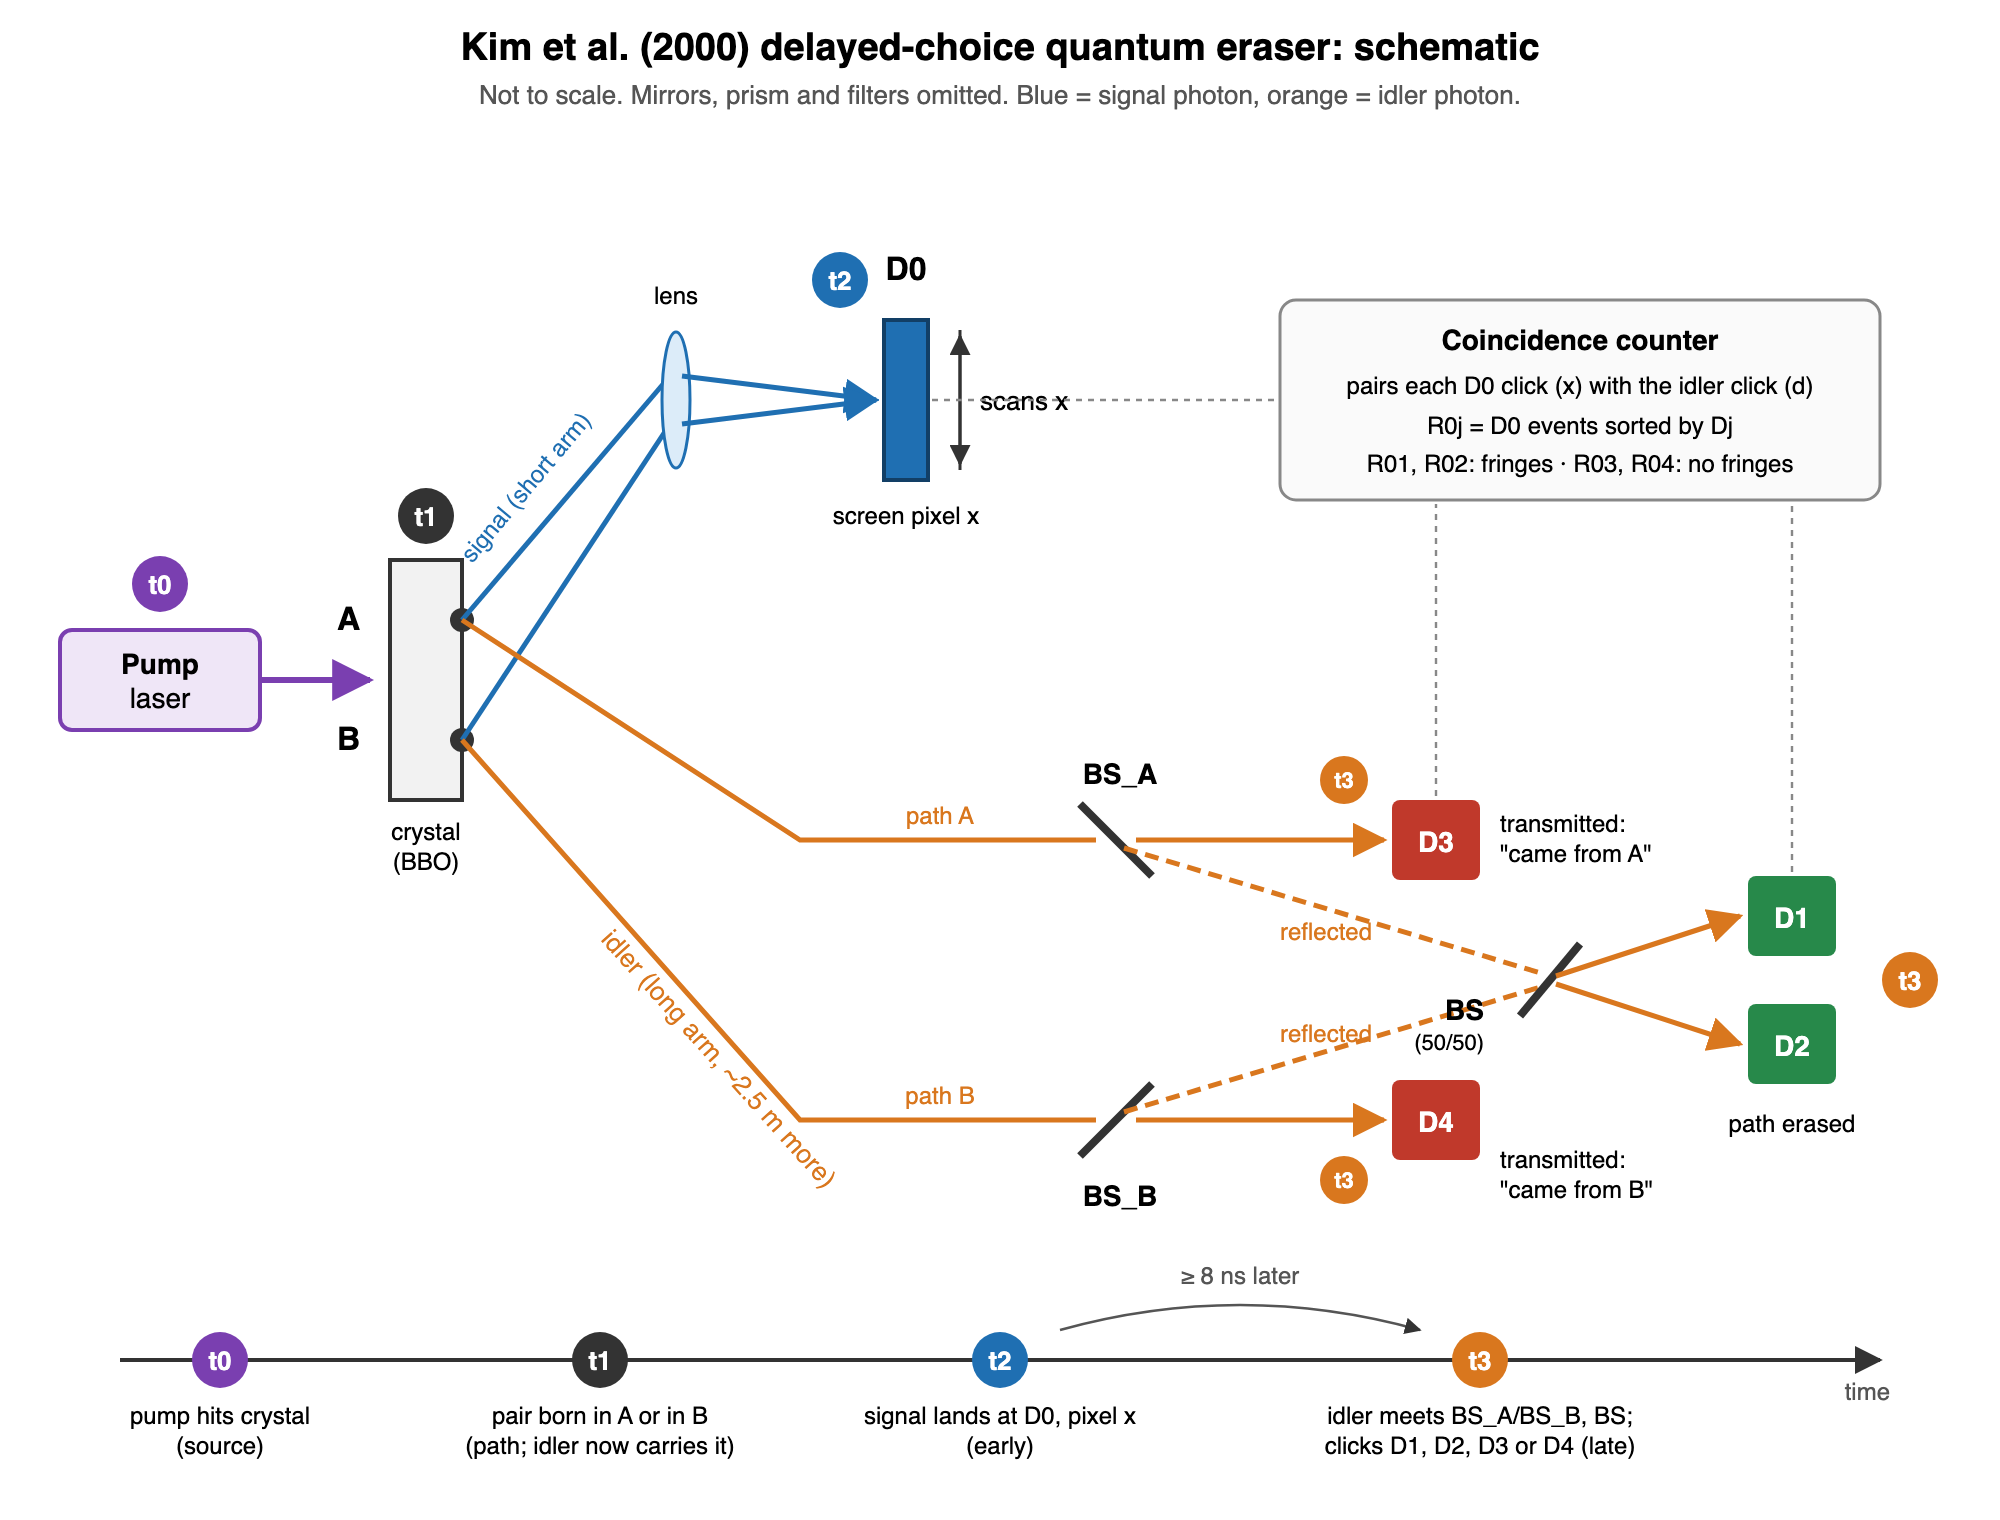 Kim et al. (2000) delayed-choice quantum eraser: schematic
Not to scale. Mirrors, prism and filters omitted. Blue = signal photon, orange = idler photon.
t2
D0
lens
scans x
screen pixel x
Coincidence counter
pairs each D0 click (x) with the idler click (d)
R0j = D0 events sorted by Dj
R01, R02: fringes · R03, R04: no fringes
signal (short arm)
t1
t0
Pump
laser
A
B
crystal
(BBO)
idler (long arm, ~2.5 m more)
path A
BS_A
t3
D3
transmitted:
"came from A"
reflected
D1
t3
BS
(50/50)
reflected
D2
path erased
path B
BS_B
D4
t3
transmitted:
"came from B"
≥ 8 ns later
t0
t1
t2
t3
time
pump hits crystal
(source)
pair born in A or in B
(path; idler now carries it)
signal lands at D0, pixel x
(early)
idler meets BS_A/BS_B, BS;
clicks D1, D2, D3 or D4 (late)